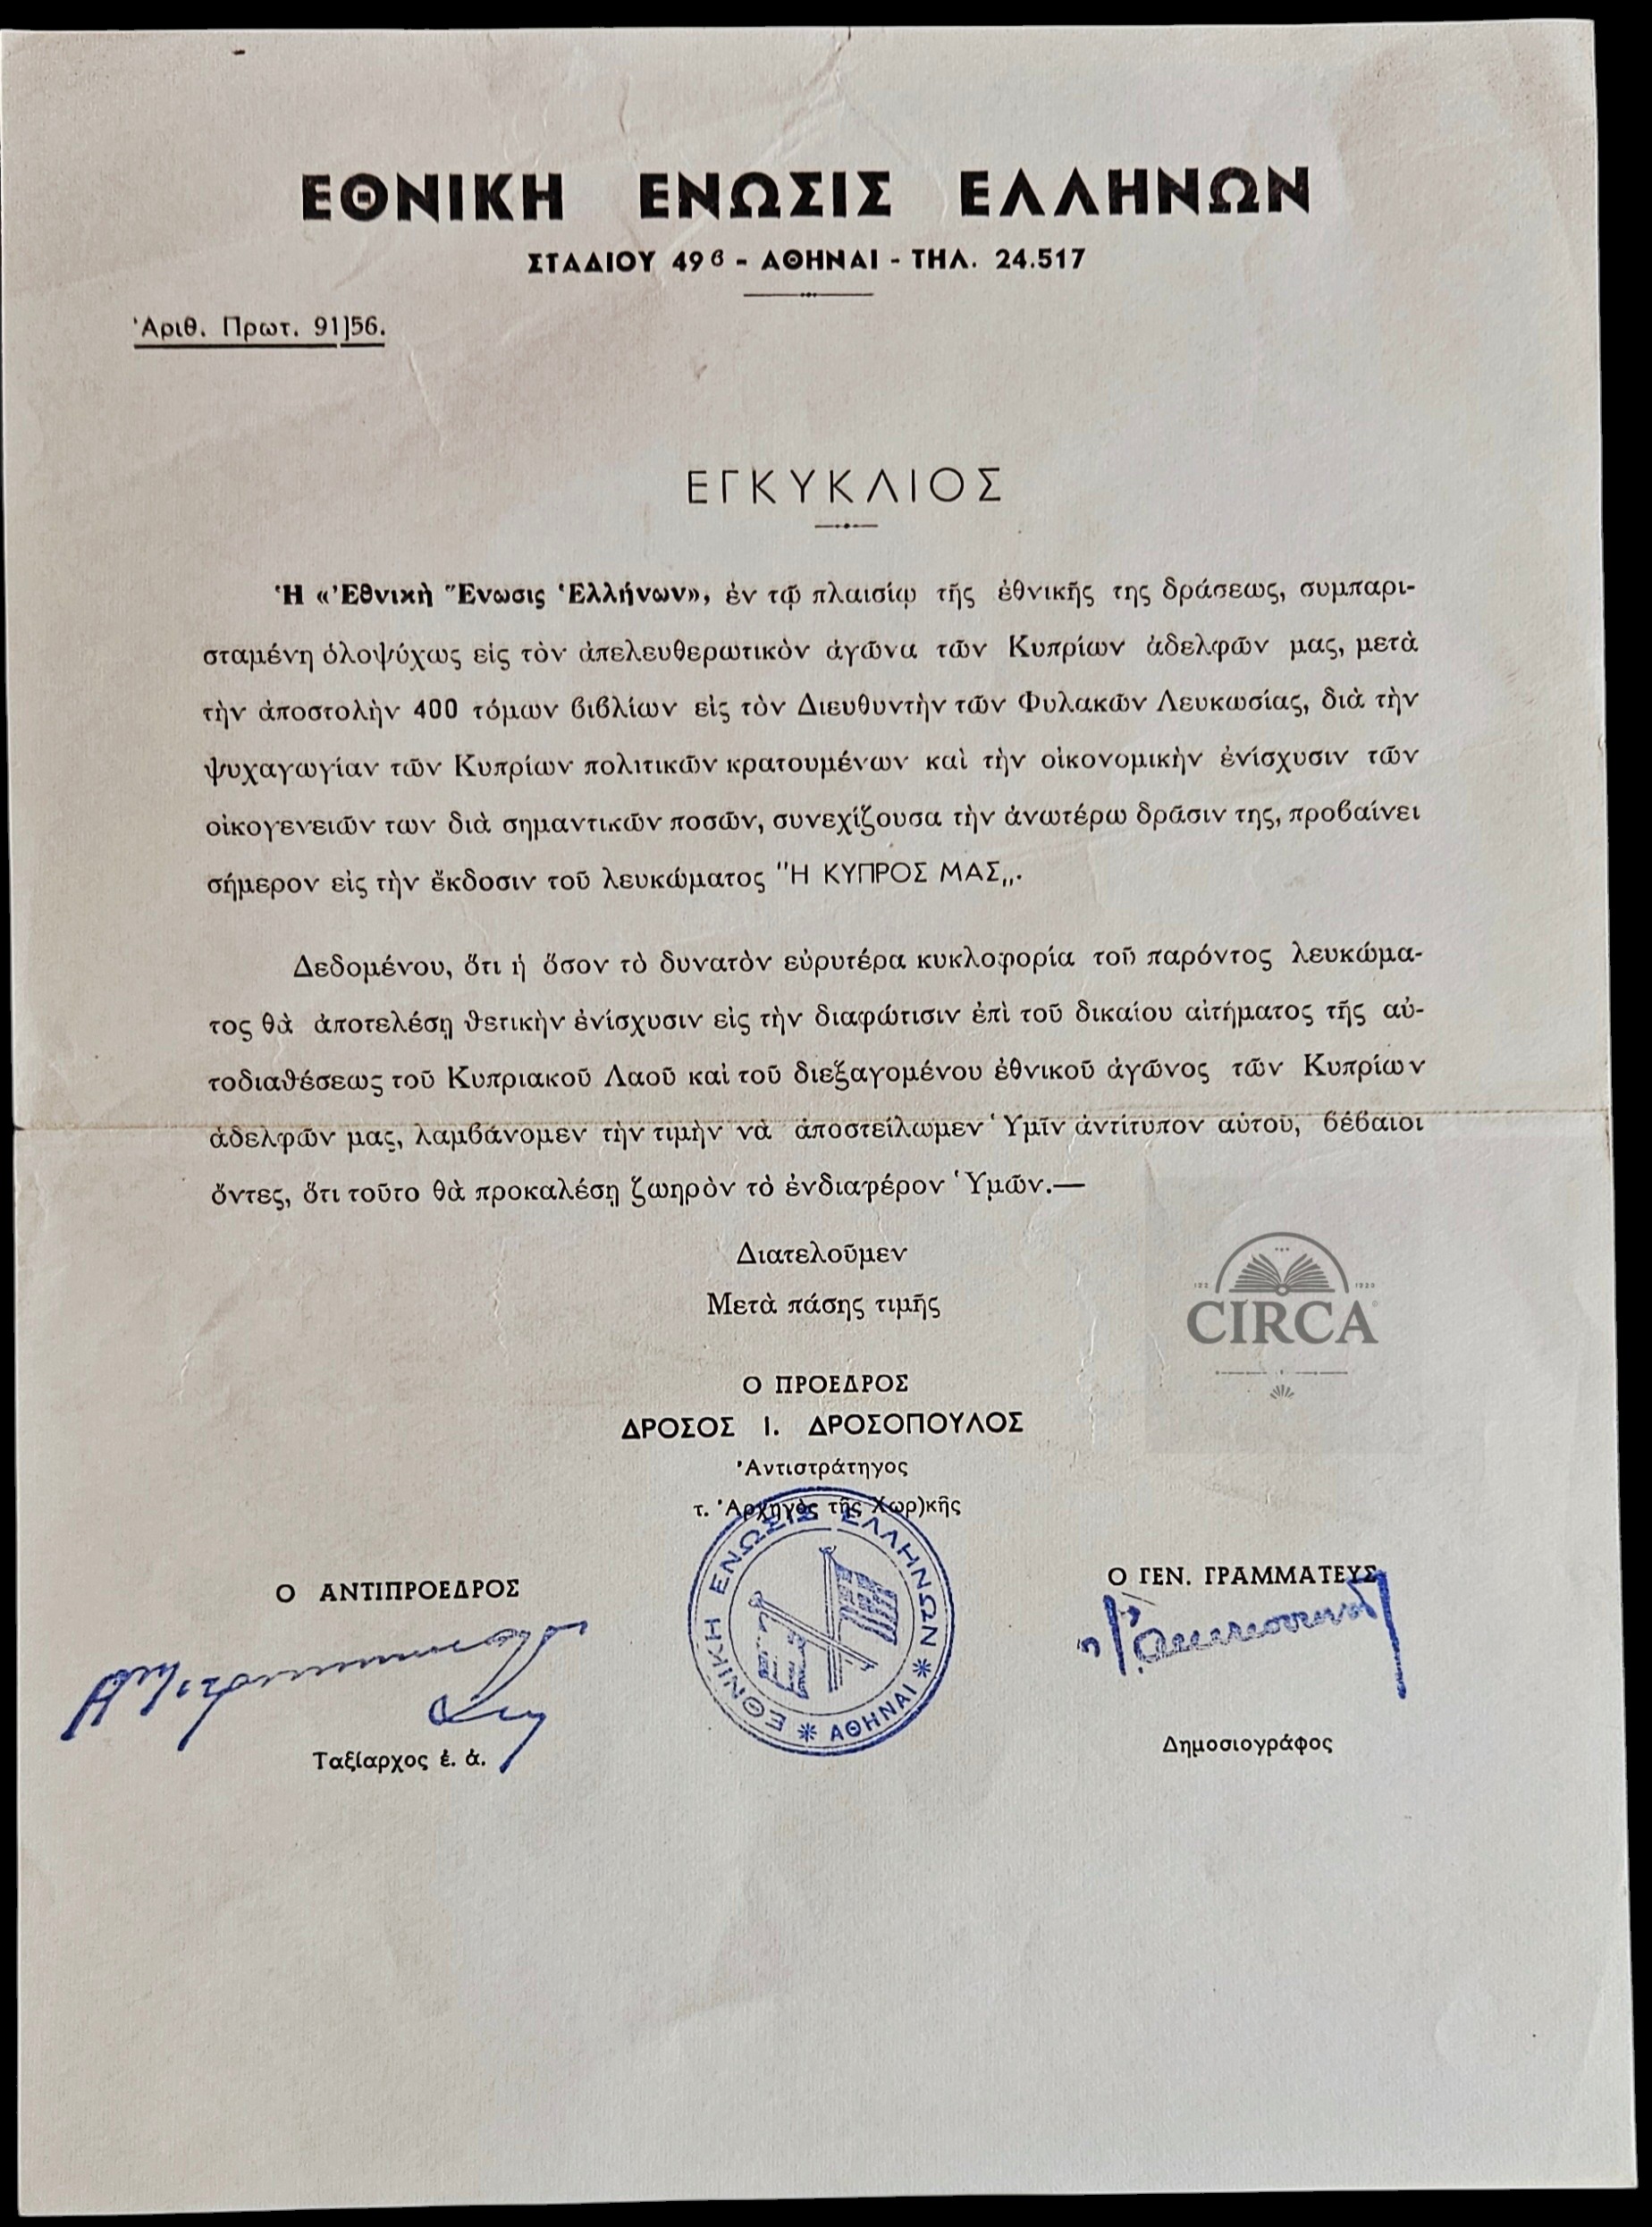 ΕΘΝΙΚΗ ΕΝΩΣΙΣ ΕΛΛΗΝΩΝ
ΣΤΑΔΙΟΥ 49β - ΑΘΗΝΑΙ - ΤΗΛ. 24.517
Ἀριθ. Πρωτ. 91]56.
ΕΓΚΥΚΛΙΟΣ
Ἡ «Ἐθνικὴ Ἕνωσις Ἑλλήνων», ἐν τῷ πλαισίῳ τῆς ἐθνικῆς της δράσεως, συμπαρι-
σταμένη ὁλοψύχως εἰς τὸν ἀπελευθερωτικὸν ἀγῶνα τῶν Κυπρίων ἀδελφῶν μας, μετὰ
τὴν ἀποστολὴν 400 τόμων βιβλίων εἰς τὸν Διευθυντὴν τῶν Φυλακῶν Λευκωσίας, διὰ τὴν
ψυχαγωγίαν τῶν Κυπρίων πολιτικῶν κρατουμένων καὶ τὴν οἰκονομικὴν ἐνίσχυσιν τῶν
οἰκογενειῶν των διὰ σημαντικῶν ποσῶν, συνεχίζουσα τὴν ἀνωτέρω δρᾶσιν της, προβαίνει
σήμερον εἰς τὴν ἔκδοσιν τοῦ λευκώματος "Η ΚΥΠΡΟΣ ΜΑΣ„.
Δεδομένου, ὅτι ἡ ὅσον τὸ δυνατὸν εὐρυτέρα κυκλοφορία τοῦ παρόντος λευκώμα-
τος θὰ ἀποτελέσῃ θετικὴν ἐνίσχυσιν εἰς τὴν διαφώτισιν ἐπὶ τοῦ δικαίου αἰτήματος τῆς αὐ-
τοδιαθέσεως τοῦ Κυπριακοῦ Λαοῦ καὶ τοῦ διεξαγομένου ἐθνικοῦ ἀγῶνος τῶν Κυπρίων
ἀδελφῶν μας, λαμβάνομεν τὴν τιμὴν νὰ ἀποστείλωμεν Ὑμῖν ἀντίτυπον αὐτοῦ, βέβαιοι
ὄντες, ὅτι τοῦτο θὰ προκαλέσῃ ζωηρὸν τὸ ἐνδιαφέρον Ὑμῶν.—
Διατελοῦμεν
Μετὰ πάσης τιμῆς
CIRCA
Ο ΠΡΟΕΔΡΟΣ
ΔΡΟΣΟΣ Ι. ΔΡΟΣΟΠΟΥΛΟΣ
Ἀντιστράτηγος
τ. Ἀρχηγὸς τῆς Χωρ)κῆς
ΕΘΝΙΚΗ ΕΝΩΣΙΣ ΕΛΛΗΝΩΝ * ΑΘΗΝΑΙ *
Ο ΑΝΤΙΠΡΟΕΔΡΟΣ
Ο ΓΕΝ. ΓΡΑΜΜΑΤΕΥΣ
Ταξίαρχος ἐ. ἀ.
Δημοσιογράφος